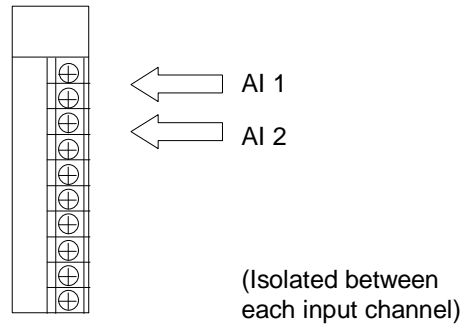 AI 1
AI 2
(Isolated between
each input channel)